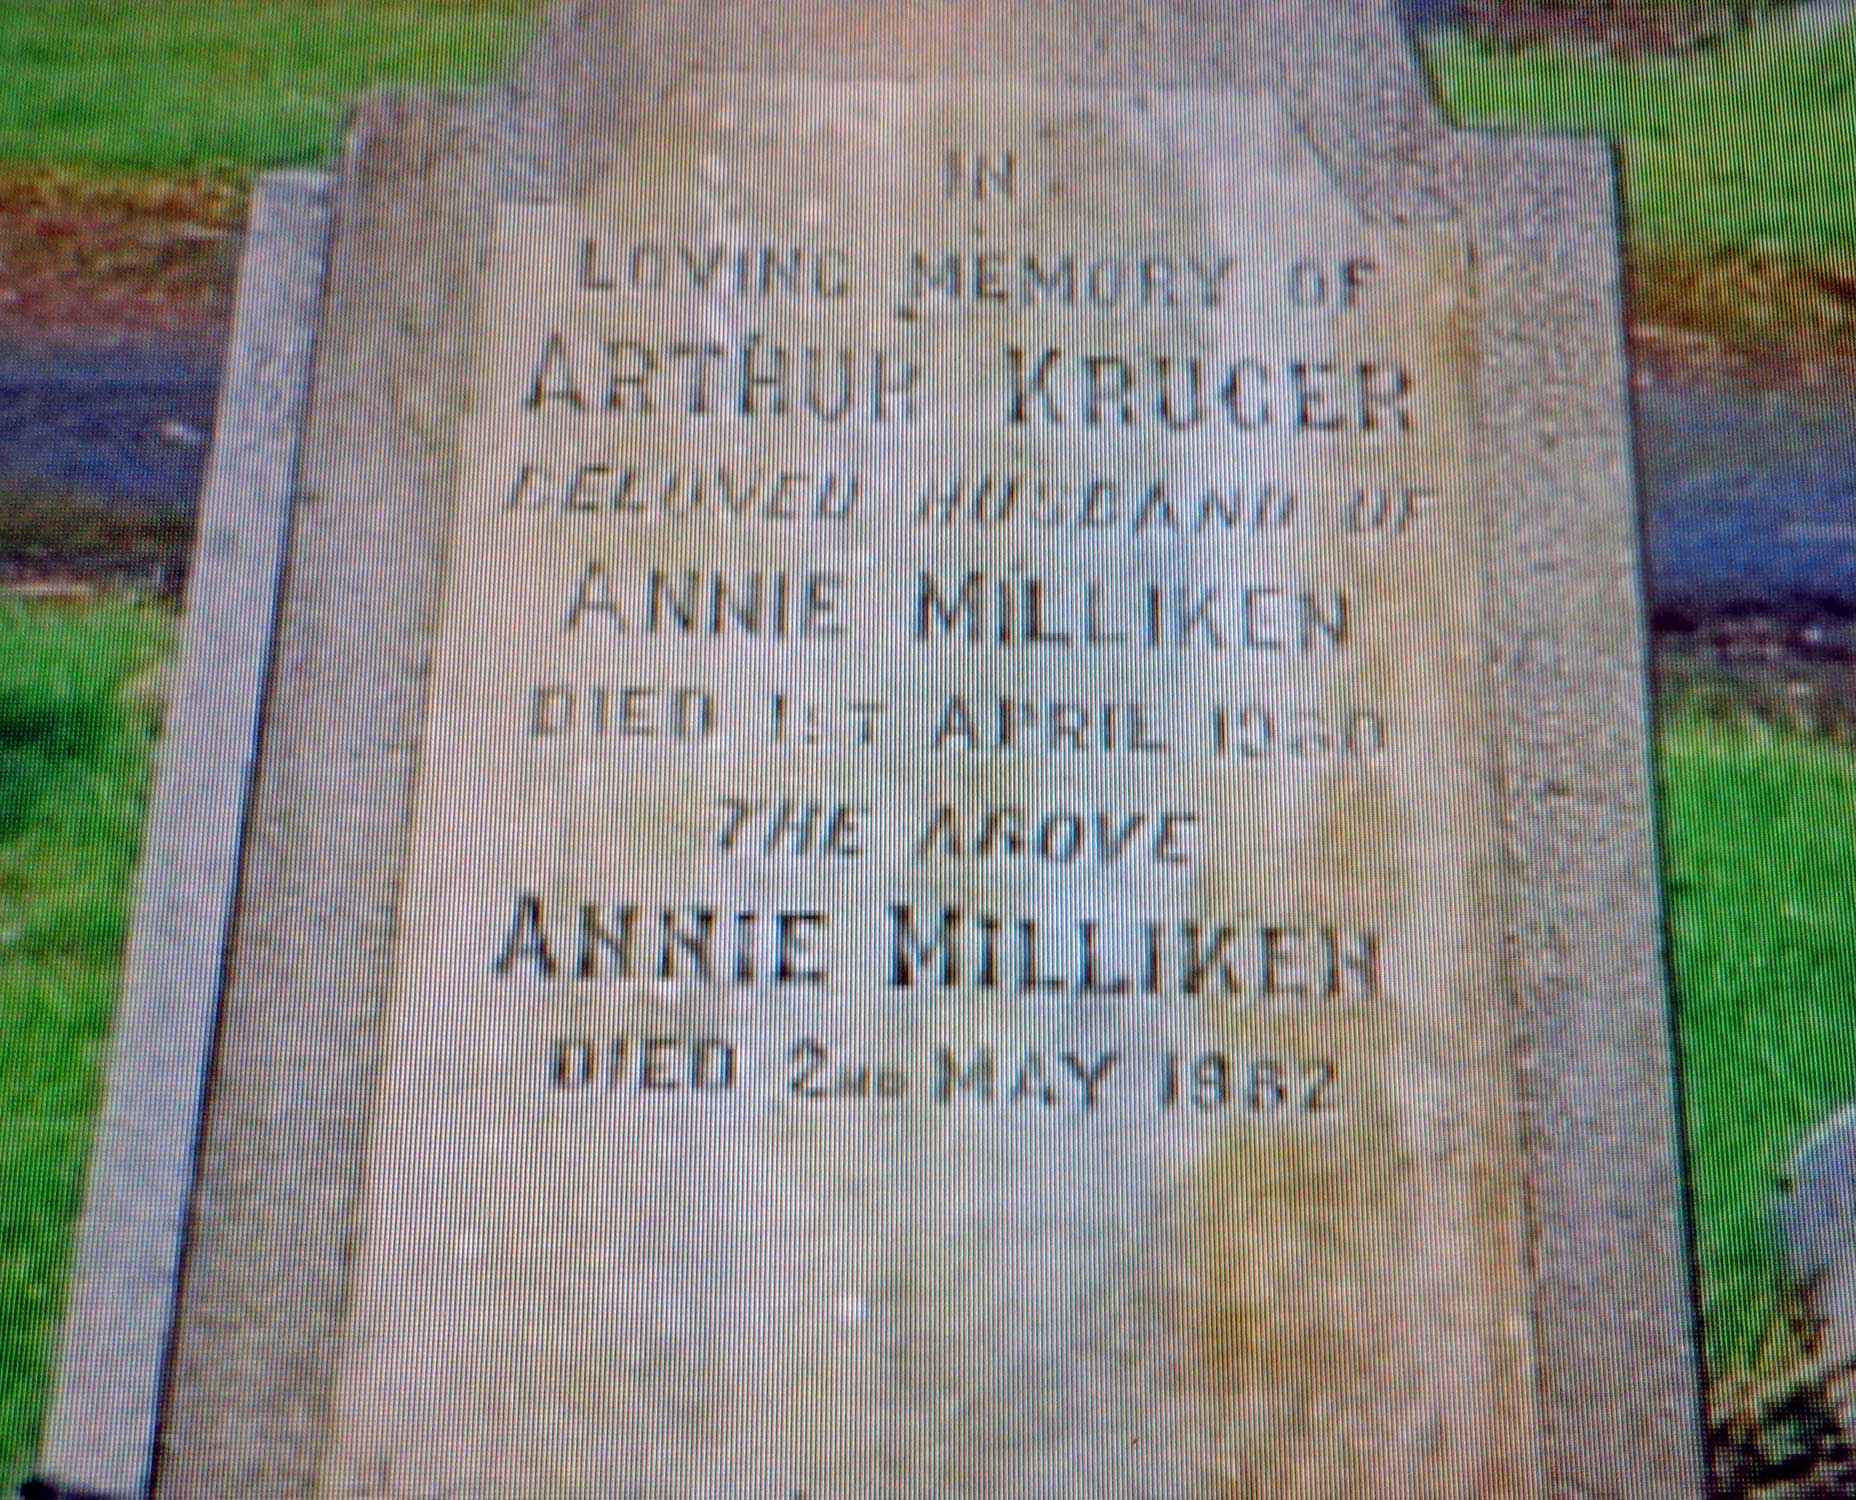 IN
LOVING MEMORY OF
ARTHUR KRUGER
BELOVED HUSBAND OF
ANNIE MILLIKEN
DIED 1ST APRIL
THE ABOVE
ANNIE MILLIKEN
DIED 2ND MAY